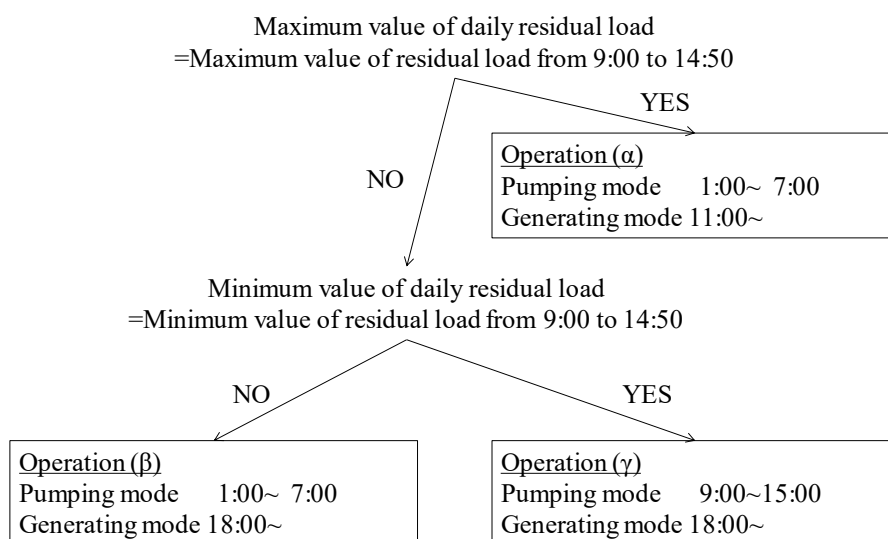 Maximum value of daily residual load
=Maximum value of residual load from 9:00 to 14:50
YES
NO
Operation (α)
Pumping mode 1:00~ 7:00
Generating mode 11:00~
Minimum value of daily residual load
=Minimum value of residual load from 9:00 to 14:50
NO
YES
Operation (β)
Pumping mode 1:00~ 7:00
Generating mode 18:00~
Operation (γ)
Pumping mode 9:00~15:00
Generating mode 18:00~